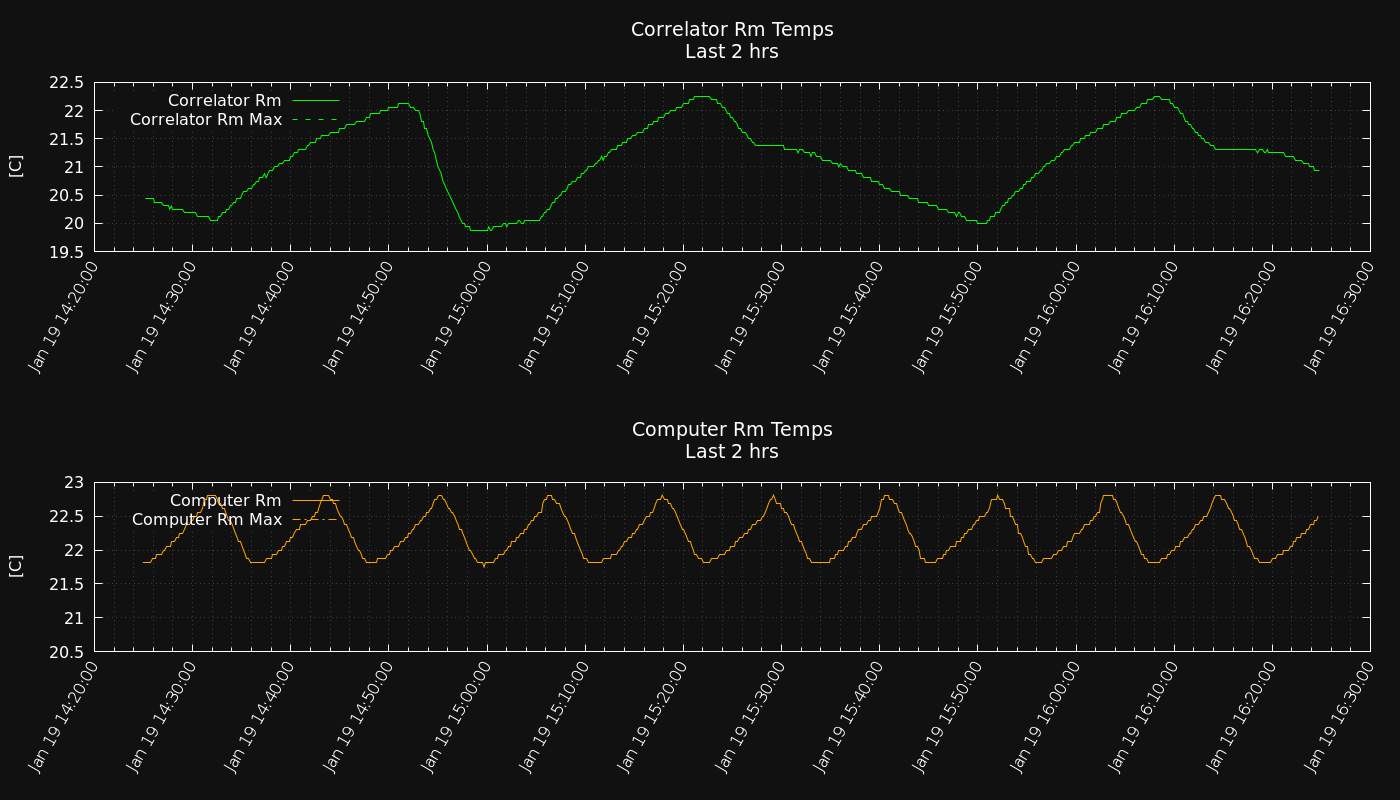 Correlator Rm Temps
Last 2 hrs
[C]
22.5
22
21.5
21
20.5
20
19.5
Correlator Rm
Correlator Rm Max
Jan 19 14:20:00
Jan 19 14:30:00
Jan 19 14:40:00
Jan 19 14:50:00
Jan 19 15:00:00
Jan 19 15:10:00
Jan 19 15:20:00
Jan 19 15:30:00
Jan 19 15:40:00
Jan 19 15:50:00
Jan 19 16:00:00
Jan 19 16:10:00
Jan 19 16:20:00
Jan 19 16:30:00
Computer Rm Temps
Last 2 hrs
[C]
23
22.5
22
21.5
21
20.5
Computer Rm
Computer Rm Max
Jan 19 14:20:00
Jan 19 14:30:00
Jan 19 14:40:00
Jan 19 14:50:00
Jan 19 15:00:00
Jan 19 15:10:00
Jan 19 15:20:00
Jan 19 15:30:00
Jan 19 15:40:00
Jan 19 15:50:00
Jan 19 16:00:00
Jan 19 16:10:00
Jan 19 16:20:00
Jan 19 16:30:00